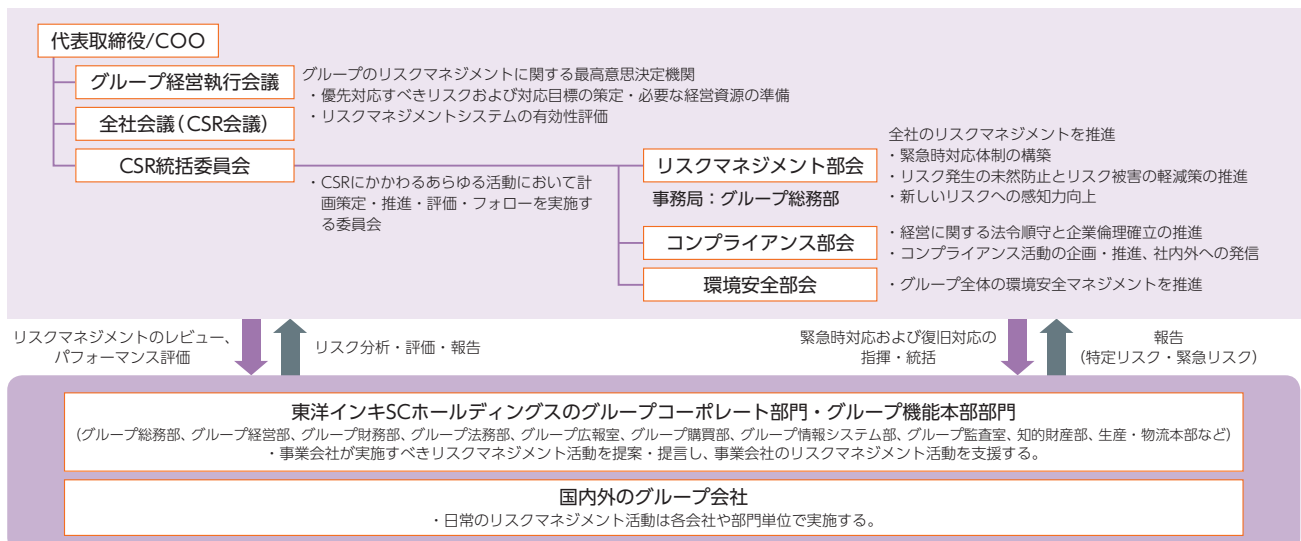 代表取締役/COO
グループ経営執行会議
グループのリスクマネジメントに関する最高意思決定機関
・優先対応すべきリスクおよび対応目標の策定・必要な経営資源の準備
・リスクマネジメントシステムの有効性評価
全社会議(CSR会議)
CSR統括委員会
・CSRにかかわるあらゆる活動において計
画策定・推進・評価・フォローを実施す
る委員会
リスクマネジメント部会
事務局：グループ総務部
全社のリスクマネジメントを推進
・緊急時対応体制の構築
・リスク発生の未然防止とリスク被害の軽減策の推進
・新しいリスクへの感知力向上
コンプライアンス部会
・経営に関する法令順守と企業倫理確立の推進
・コンプライアンス活動の企画・推進、社内外への発信
環境安全部会
・グループ全体の環境安全マネジメントを推進
リスクマネジメントのレビュー、
パフォーマンス評価
リスク分析・評価・報告
緊急時対応および復旧対応の
指揮・統括
報告
(特定リスク・緊急リスク)
東洋インキSCホールディングスのグループコーポレート部門・グループ機能本部部門
(グループ総務部、グループ経営部、グループ財務部、グループ法務部、グループ広報室、グループ購買部、グループ情報システム部、グループ監査室、知的財産部、生産・物流本部など)
・事業会社が実施すべきリスクマネジメント活動を提案・提言し、事業会社のリスクマネジメント活動を支援する。
国内外のグループ会社
・日常のリスクマネジメント活動は各会社や部門単位で実施する。